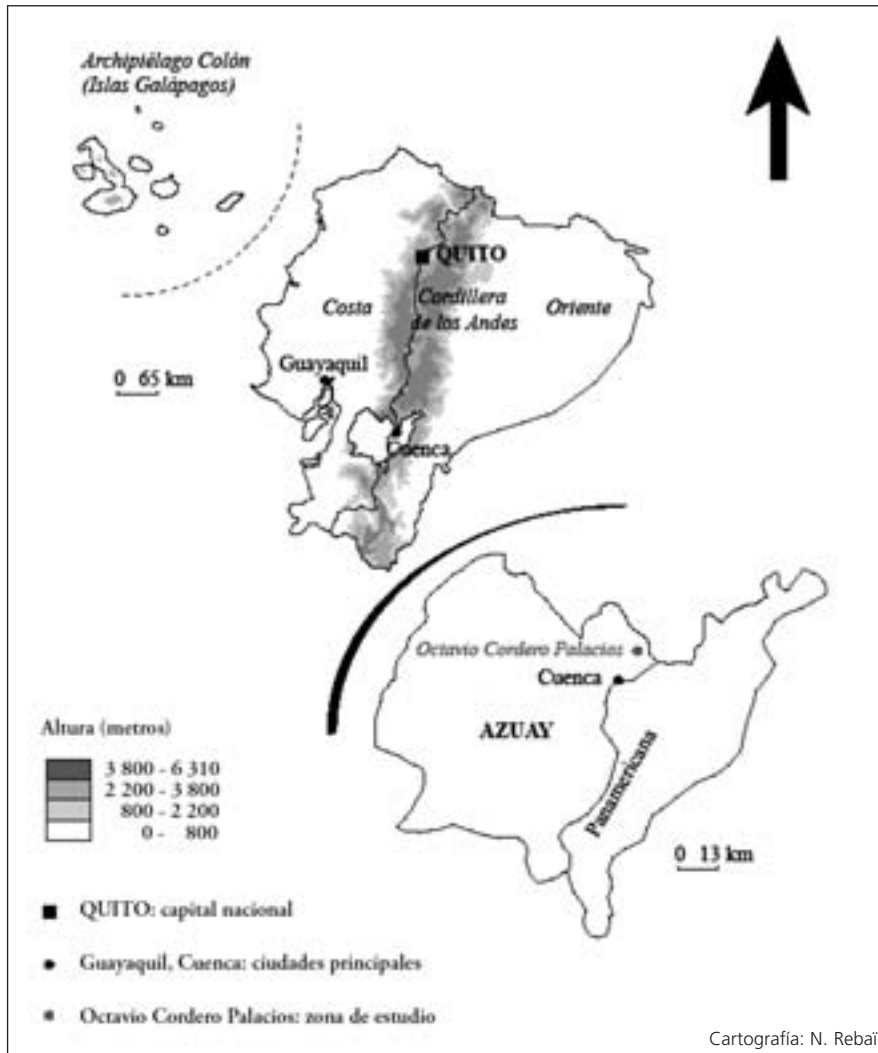 Archipiélago Colón
(Islas Galápagos)
QUITO
Costa
Cordillera
de los Andes
Oriente
Guayaquil
0 65 km
Cuenca
Octavio Cordero Palacios
Cuenca
AZUAY
Panamericana
0 13 km
Altura (metros)
3 800 - 6 310
2 200 - 3 800
800 - 2 200
0 - 800
QUITO: capital nacional
Guayaquil, Cuenca: ciudades principales
Octavio Cordero Palacios: zona de estudio
Cartografía: N. Rebaï